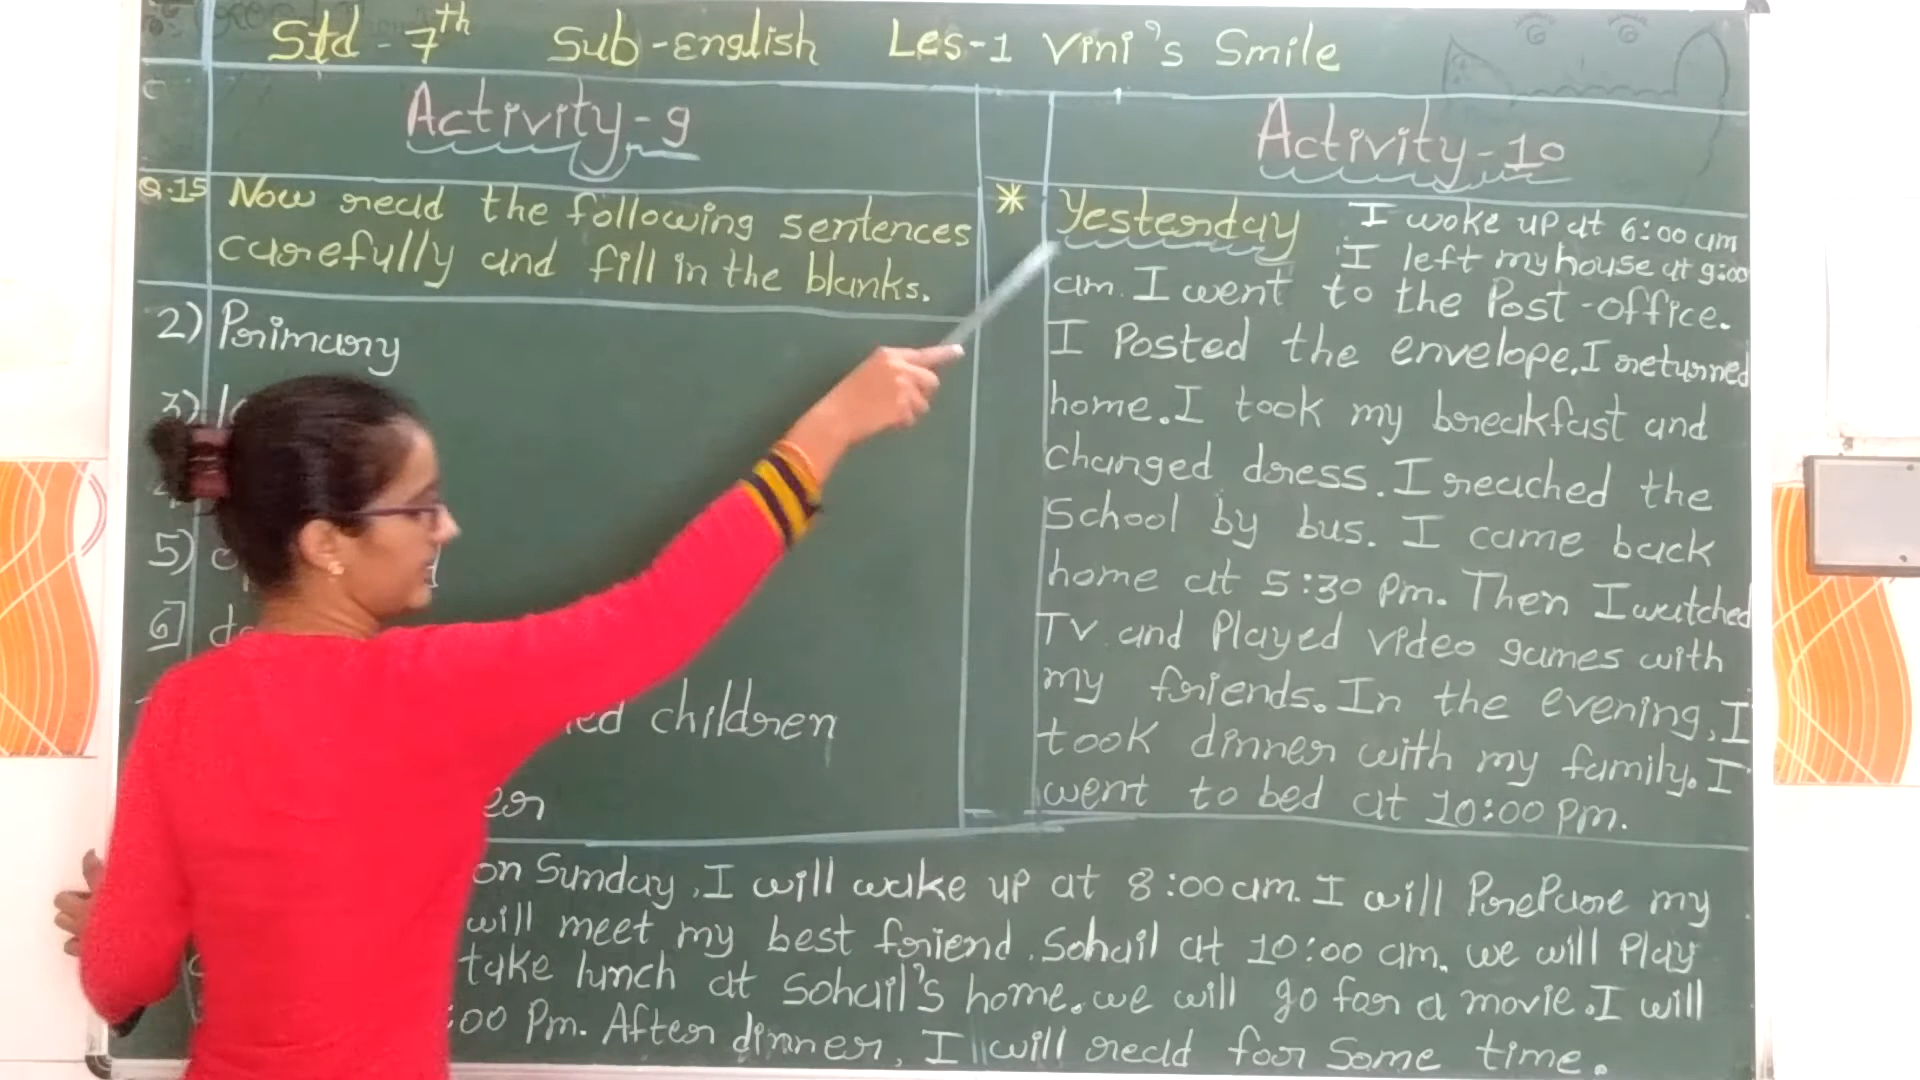 Std - 7th Sub - English Les-1 Vini's Smile
Activity-9
Q.15 Now read the following sentences
carefully and fill in the blanks.
2) Primary
3)
5)
6]
children
Activity-10
* Yesterday I woke up at 6:00 am
I left my house at 9:00
am. I went to the Post-office.
I Posted the envelope. I returned
home. I took my breakfast and
changed dress. I reached the
School by bus. I came back
home at 5:30 Pm. Then I watched
TV and Played video games with
my friends. In the evening, I
took dinner with my family. I
went to bed at 10:00 Pm.
on Sunday, I will wake up at 8:00 am. I will PrePare my
will meet my best friend. Sohail at 10:00 am. we will Play
take lunch at Sohail's home. we will go for a movie. I will
:00 Pm. After dinner, I will read for Some time.